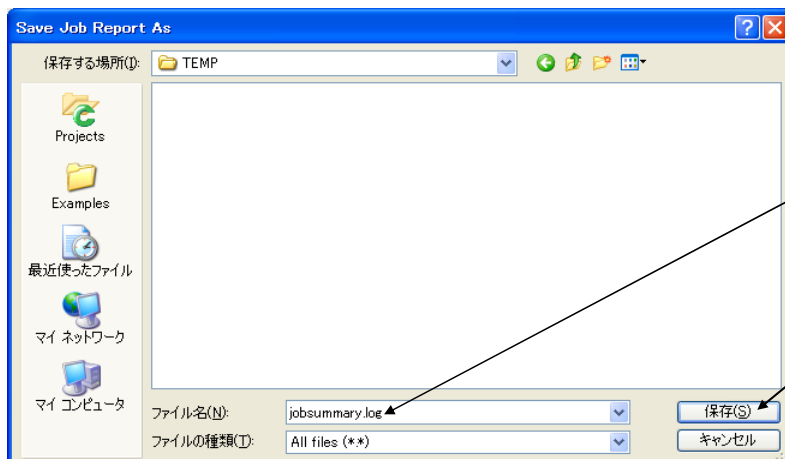 Save Job Report As
保存する場所(I):
TEMP
Projects
Examples
最近使ったファイル
マイ ネットワーク
マイ コンピュータ
ファイル名(N):
jobsummary.log
保存(S)
ファイルの種類(T):
All files (*.*)
キャンセル